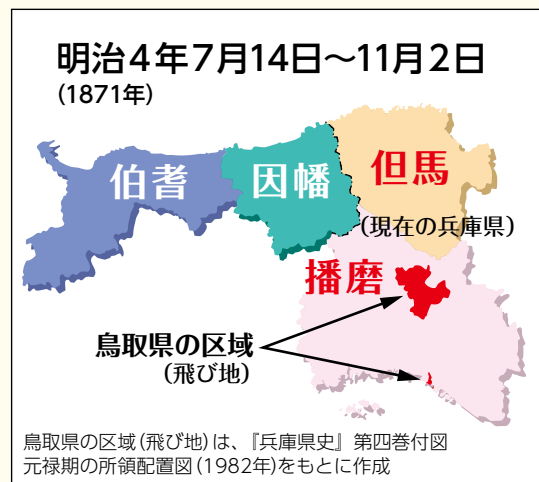 明治4年7月14日～11月2日
(1871年)
伯耆
因幡
但馬
(現在の兵庫県)
播磨
鳥取県の区域
(飛び地)
鳥取県の区域(飛び地)は、『兵庫県史』第四巻付図
元禄期の所領配置図(1982年)をもとに作成